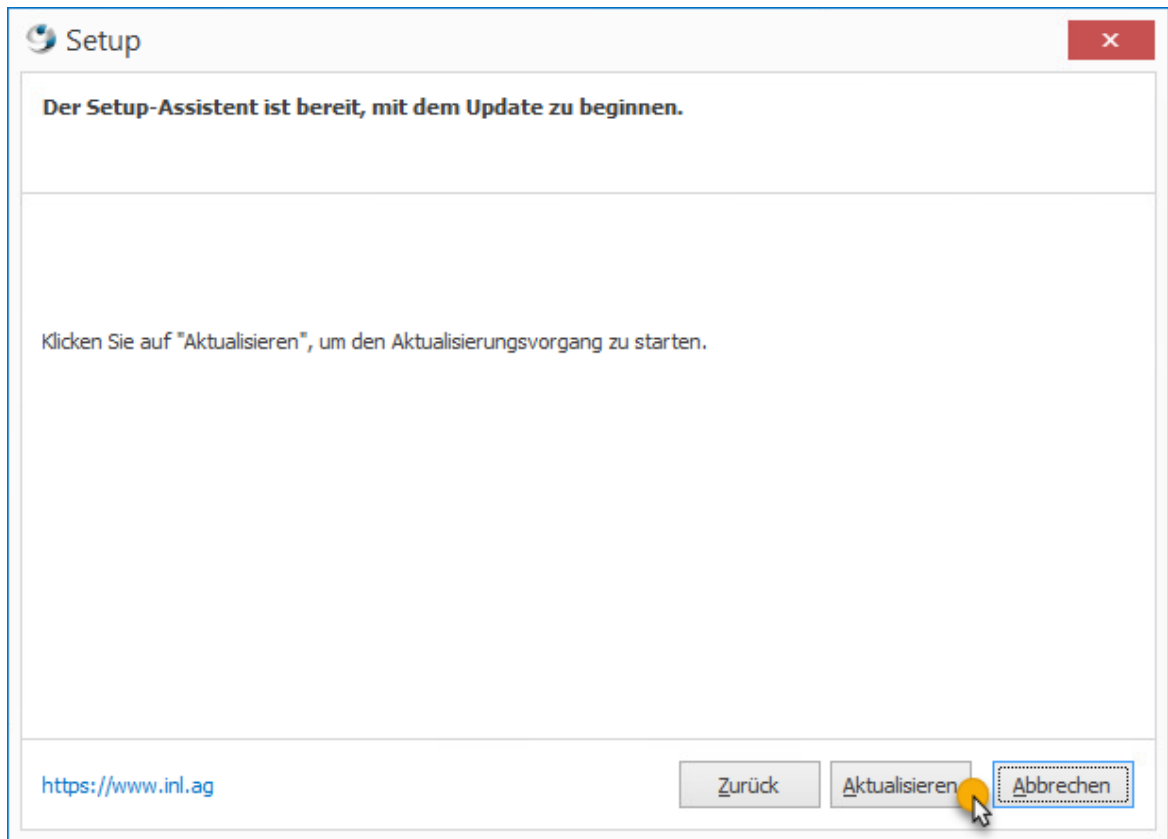 Setup
Der Setup-Assistent ist bereit, mit dem Update zu beginnen.
Klicken Sie auf "Aktualisieren", um den Aktualisierungsvorgang zu starten.
https://www.inl.ag
Zurück
Aktualisieren
Abbrechen